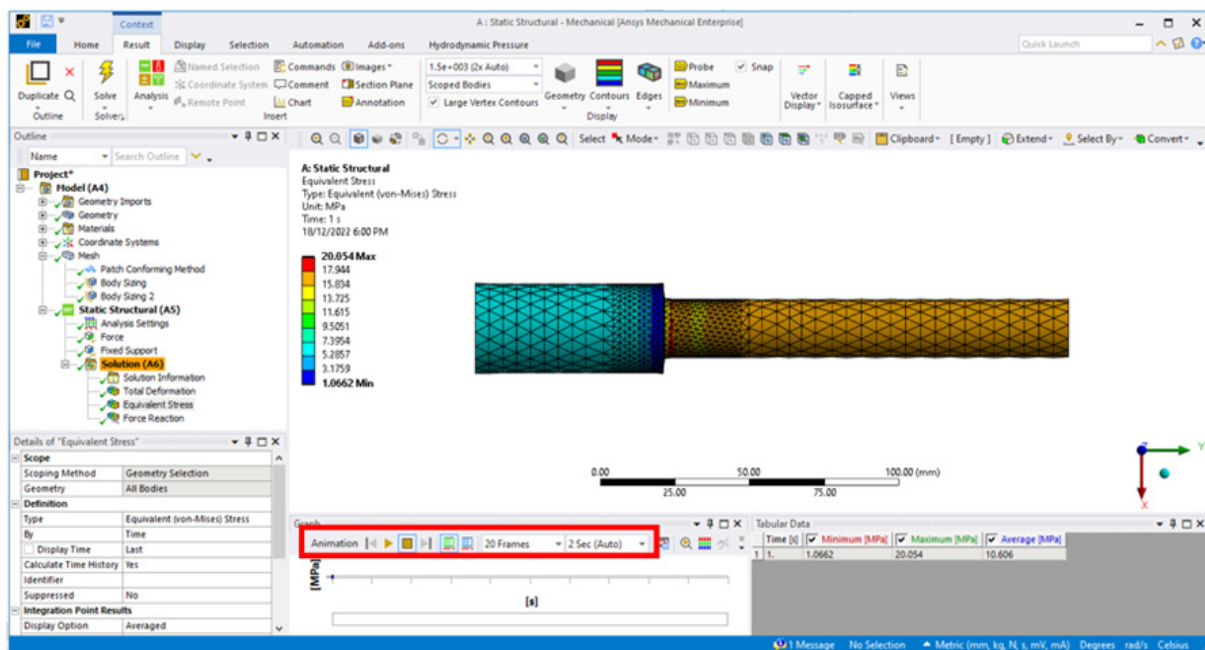 A : Static Structural - Mechanical [Ansys Mechanical Enterprise]
Context
File Home Result Display Selection Automation Add-ons Hydrodynamic Pressure Quick Launch
Duplicate
Outline
Solve
Solver
Analysis
Named Selection
Coordinate System
Remote Point
Commands
Comment
Chart
Images
Section Plane
Annotation
Insert
1.5e+003 (2x Auto)
Scoped Bodies
Large Vertex Contours
Geometry
Contours
Edges
Display
Probe
Maximum
Minimum
Snap
Vector
Display
Capped
Isosurface
Views
Outline
Name Search Outline
Select Mode Clipboard [ Empty ] Extend Select By Convert
Project*
Model (A4)
Geometry Imports
Geometry
Materials
Coordinate Systems
Mesh
Patch Conforming Method
Body Sizing
Body Sizing 2
Static Structural (A5)
Analysis Settings
Force
Fixed Support
Solution (A6)
Solution Information
Total Deformation
Equivalent Stress
Force Reaction
A: Static Structural
Equivalent Stress
Type: Equivalent (von-Mises) Stress
Unit: MPa
Time: 1 s
18/12/2022 6:00 PM
20.054 Max
17.944
15.834
13.725
11.615
9.5051
7.3954
5.2857
3.1759
1.0662 Min
0.00 50.00 100.00 (mm)
25.00 75.00
Z
Y
X
Details of "Equivalent Stress"
Scope
Scoping Method Geometry Selection
Geometry All Bodies
Definition
Type Equivalent (von-Mises) Stress
By Time
Display Time Last
Calculate Time History Yes
Identifier
Suppressed No
Integration Point Results
Display Option Averaged
Graph
Animation 20 Frames 2 Sec (Auto)
[MPa]
[s]
Tabular Data
Time [s] Minimum [MPa] Maximum [MPa] Average [MPa]
1 1. 1.0662 20.054 10.606
1 Message No Selection Metric (mm, kg, N, s, mV, mA) Degrees rad/s Celsius